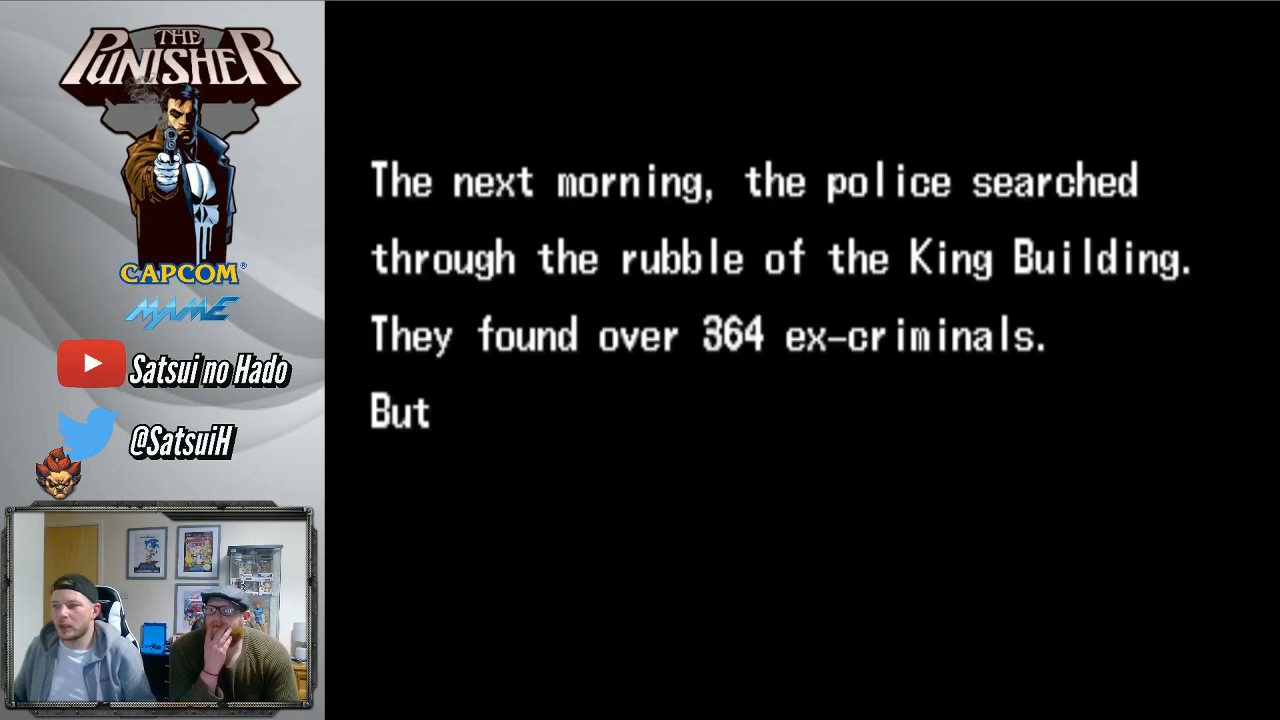 THE
PUNISHER
CAPCOM®
MAME
Satsui no Hado
@SatsuiH
The next morning, the police searched
through the rubble of the King Building.
They found over 364 ex-criminals.
But